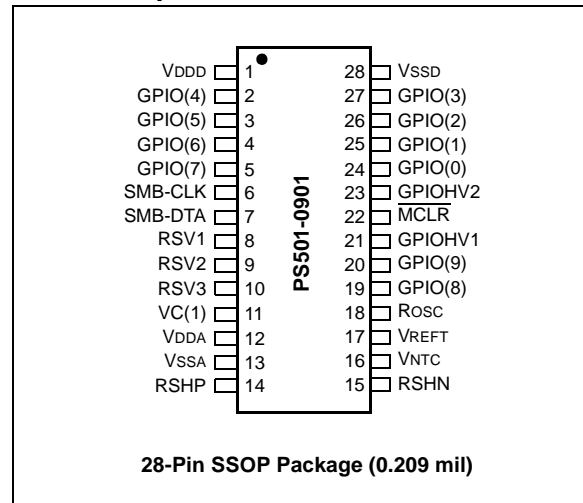 VDDD 1 28 VSSD
GPIO(4) 2 27 GPIO(3)
GPIO(5) 3 26 GPIO(2)
GPIO(6) 4 25 GPIO(1)
GPIO(7) 5 24 GPIO(0)
SMB-CLK 6 23 GPIOHV2
SMB-DTA 7 22 MCLR
RSV1 8 21 GPIOHV1
RSV2 9 20 GPIO(9)
RSV3 10 19 GPIO(8)
VC(1) 11 18 ROSC
VDDA 12 17 VREFT
VSSA 13 16 VNTC
RSHP 14 15 RSHN
PS501-0901
28-Pin SSOP Package (0.209 mil)